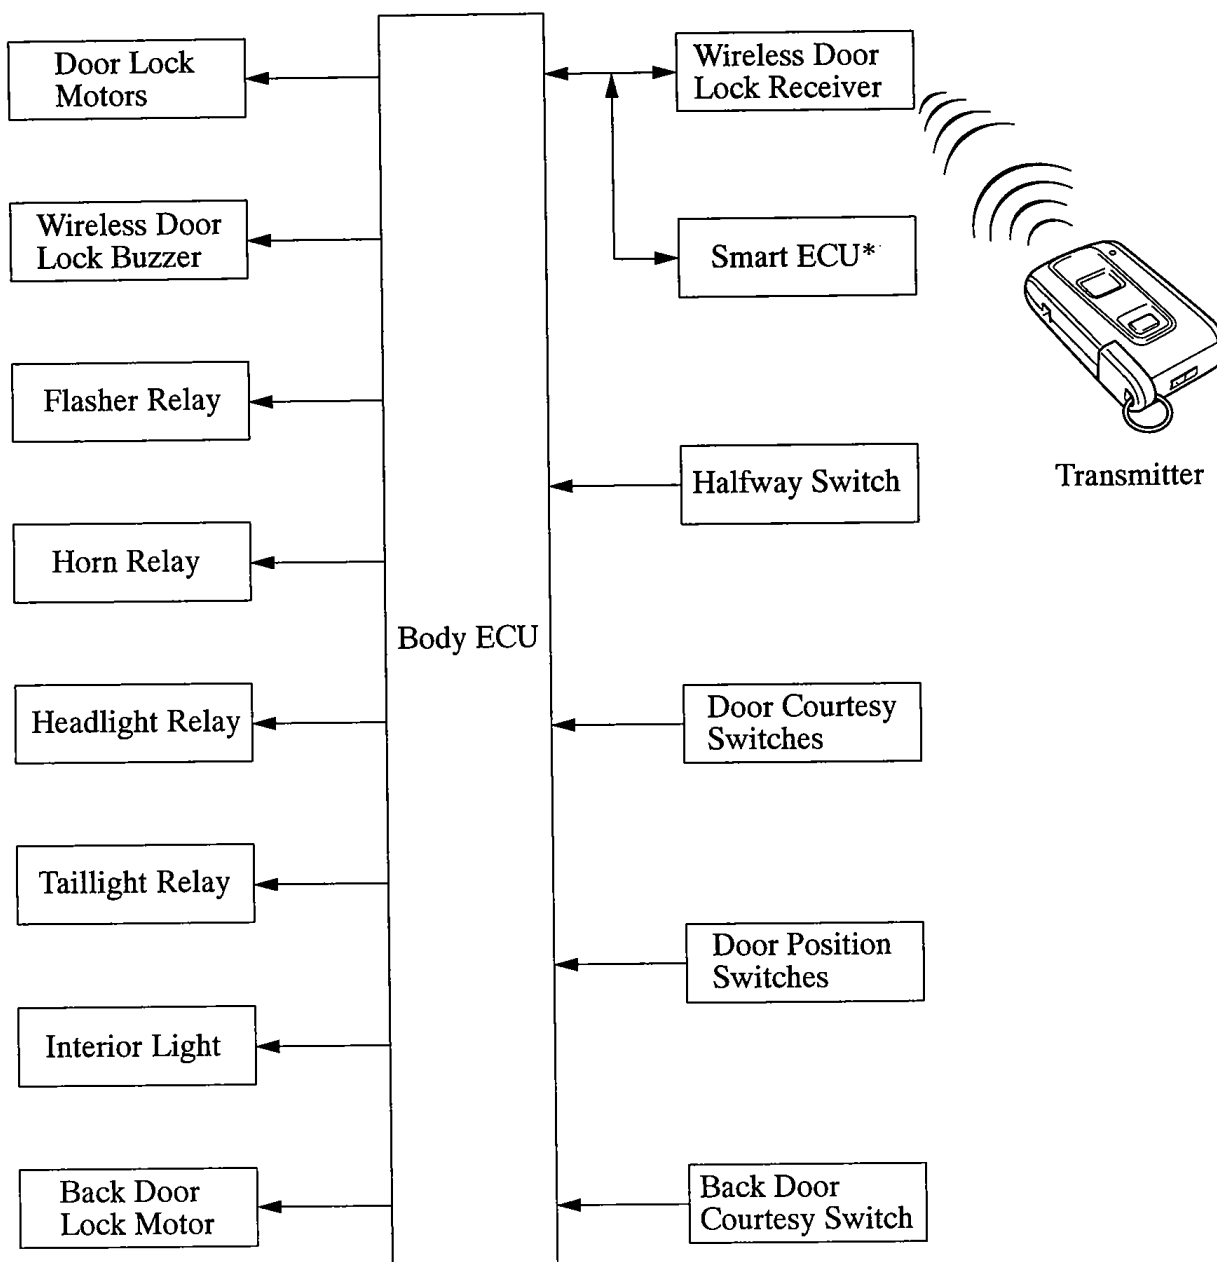 Door Lock
Motors
Wireless Door
Lock Buzzer
Flasher Relay
Horn Relay
Headlight Relay
Taillight Relay
Interior Light
Back Door
Lock Motor
Body ECU
Wireless Door
Lock Receiver
Smart ECU*
Halfway Switch
Door Courtesy
Switches
Door Position
Switches
Back Door
Courtesy Switch
Transmitter